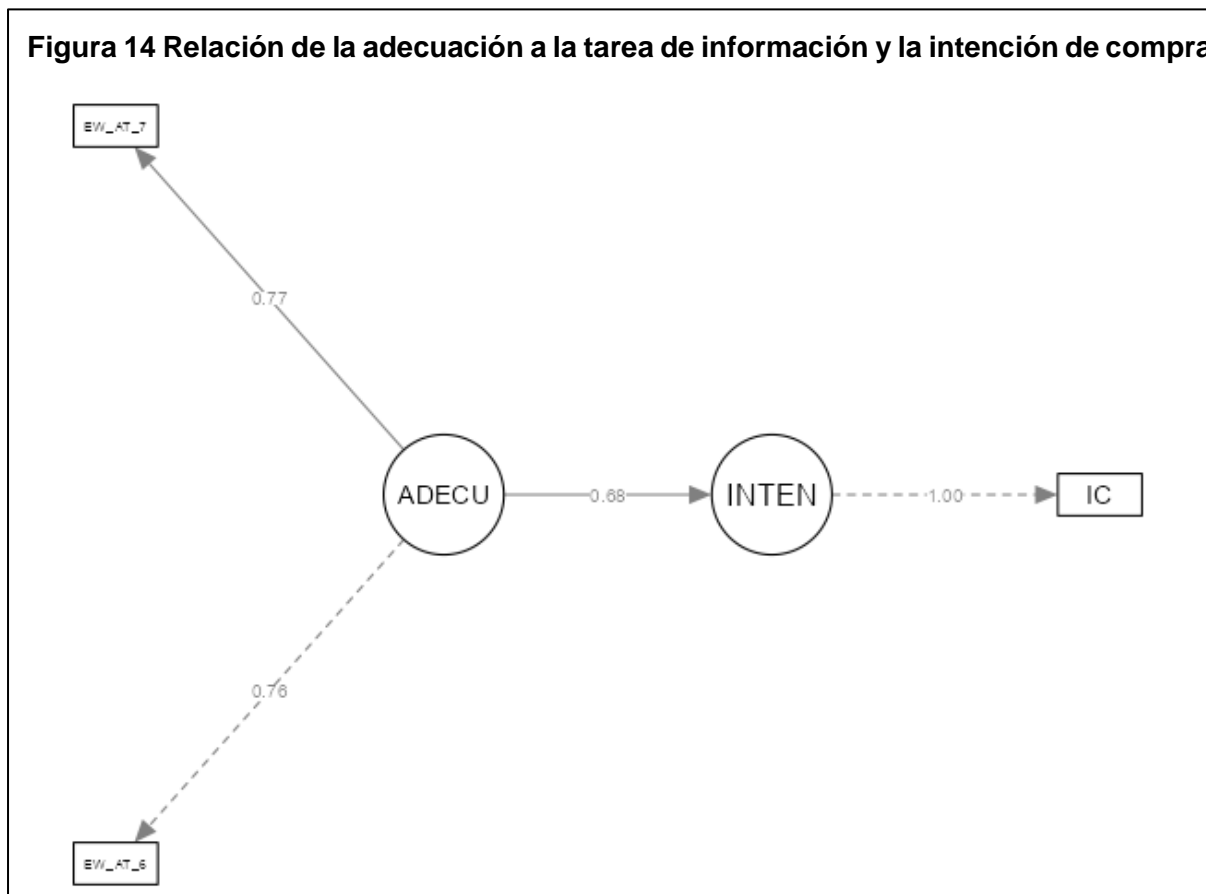 Figura 14 Relación de la adecuación a la tarea de información y la intención de compra
EW_AT_7
0.77
ADECU
0.68
INTEN
1.00
IC
0.76
EW_AT_6